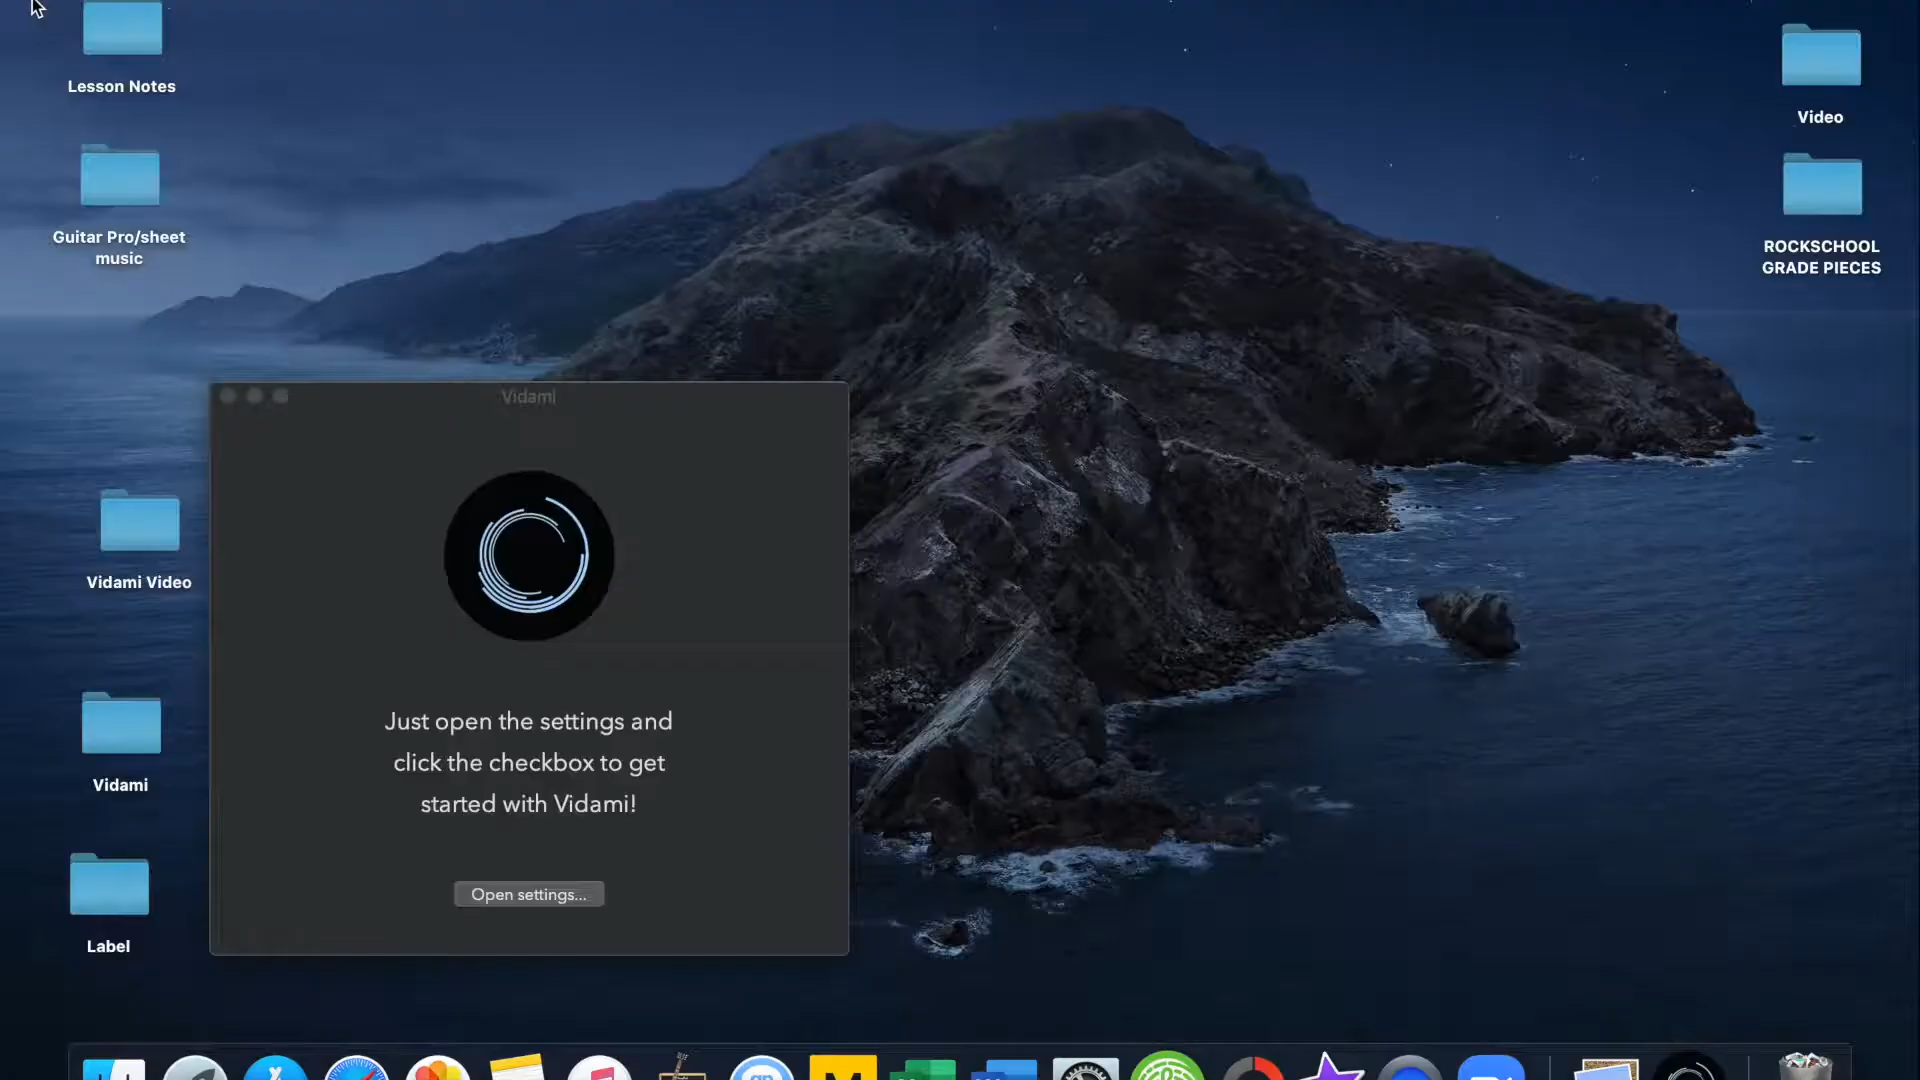 Lesson Notes
Video
Guitar Pro/sheet
music
ROCKSCHOOL
GRADE PIECES
Vidami
Vidami Video
Just open the settings and
click the checkbox to get
started with Vidami!
Vidami
Open settings...
Label